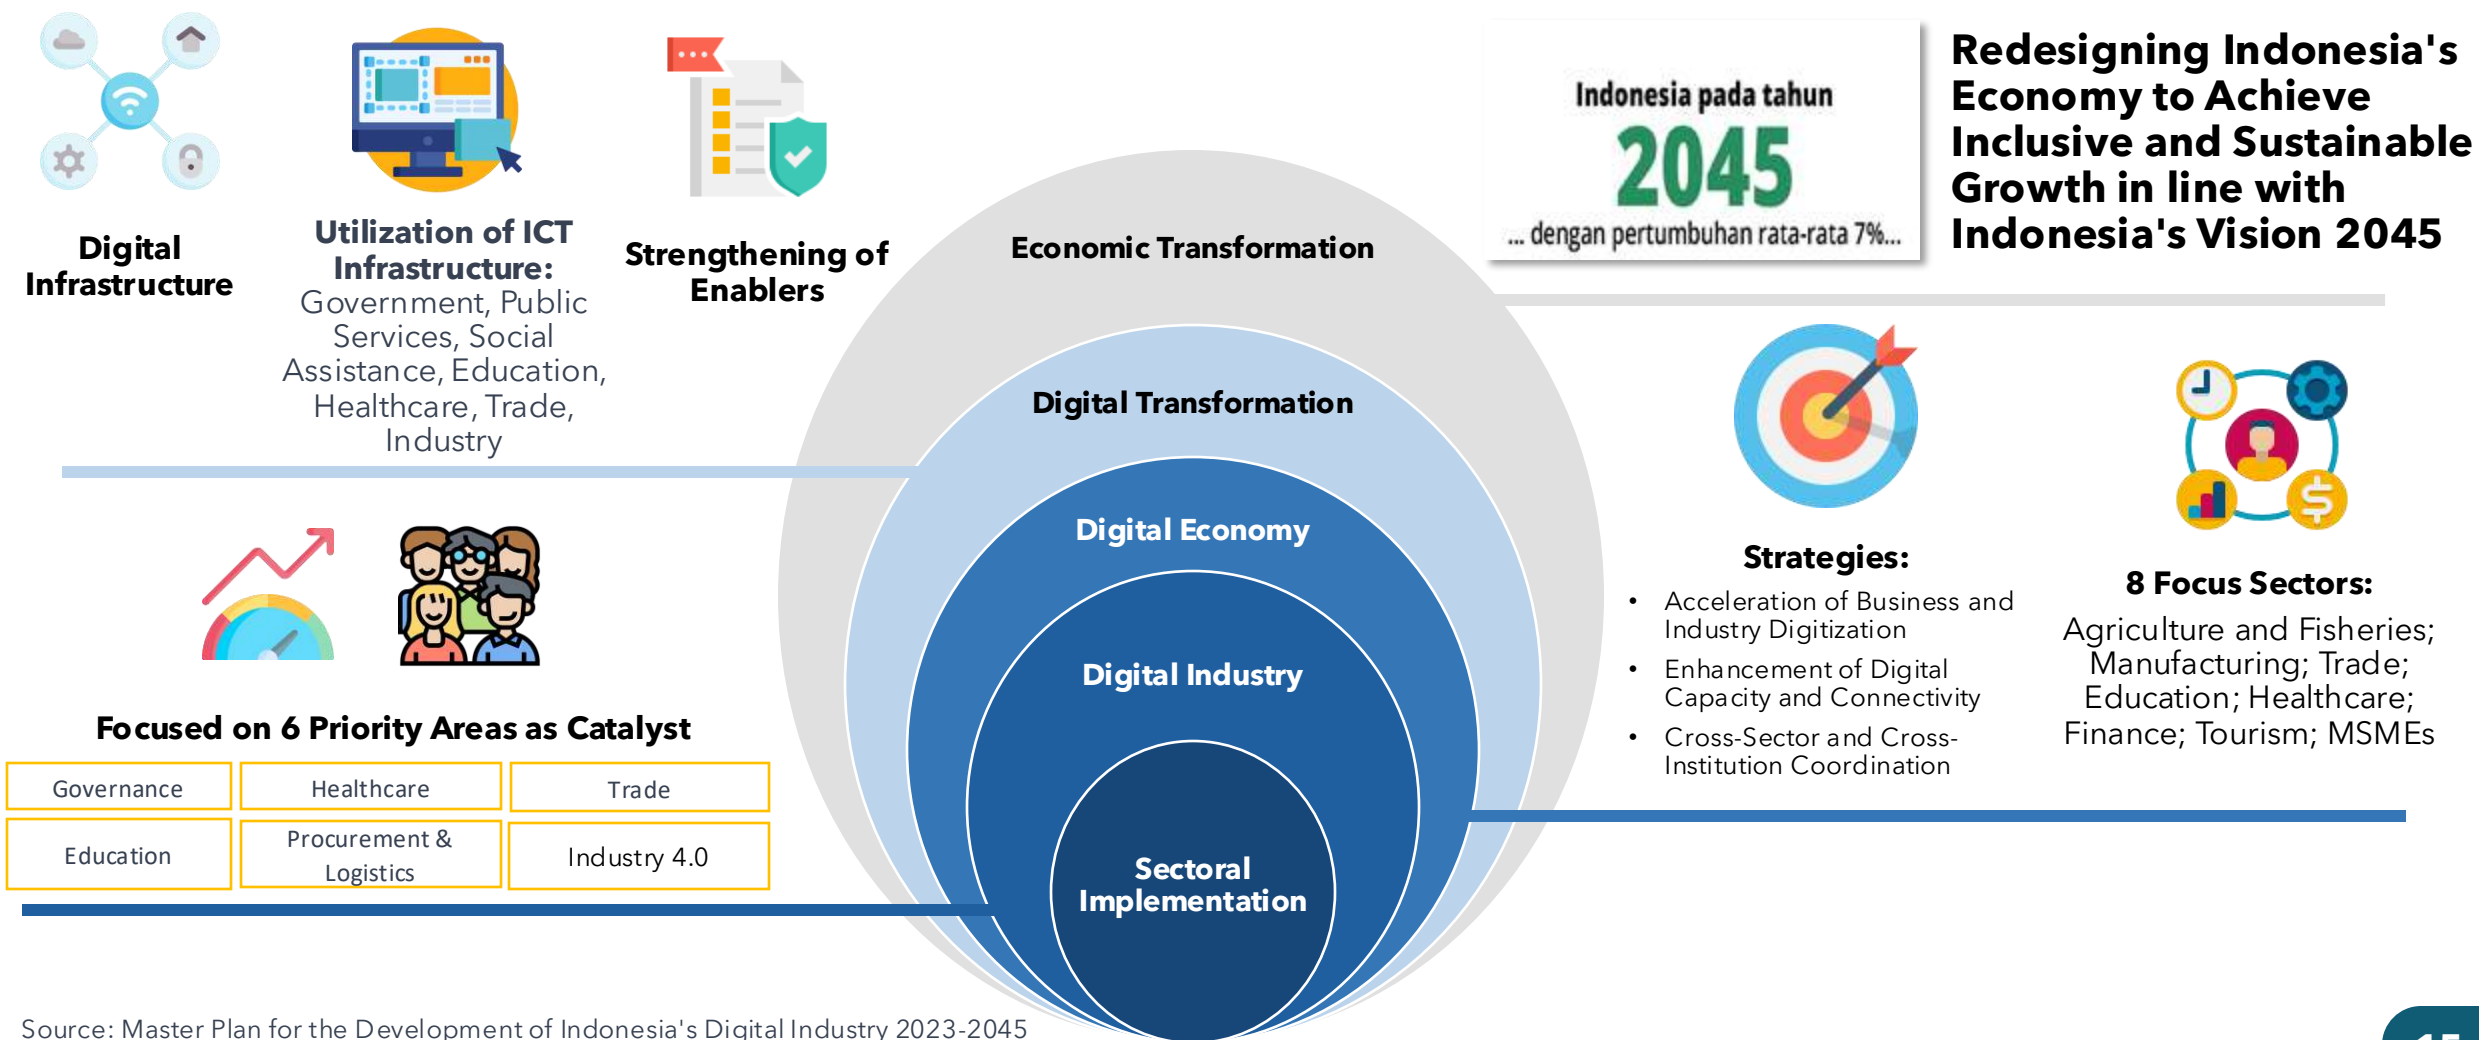 Digital
Infrastructure
Utilization of ICT
Infrastructure:
Government, Public
Services, Social
Assistance, Education,
Healthcare, Trade,
Industry
Strengthening of
Enablers
Economic Transformation
Indonesia pada tahun
2045
... dengan pertumbuhan rata-rata 7%...
Redesigning Indonesia's
Economy to Achieve
Inclusive and Sustainable
Growth in line with
Indonesia's Vision 2045
Digital Transformation
Digital Economy
Digital Industry
Sectoral
Implementation
Focused on 6 Priority Areas as Catalyst
Governance
Healthcare
Trade
Education
Procurement &
Logistics
Industry 4.0
Strategies:
• Acceleration of Business and
Industry Digitization
• Enhancement of Digital
Capacity and Connectivity
• Cross-Sector and Cross-
Institution Coordination
8 Focus Sectors:
Agriculture and Fisheries;
Manufacturing; Trade;
Education; Healthcare;
Finance; Tourism; MSMEs
Source: Master Plan for the Development of Indonesia's Digital Industry 2023-2045